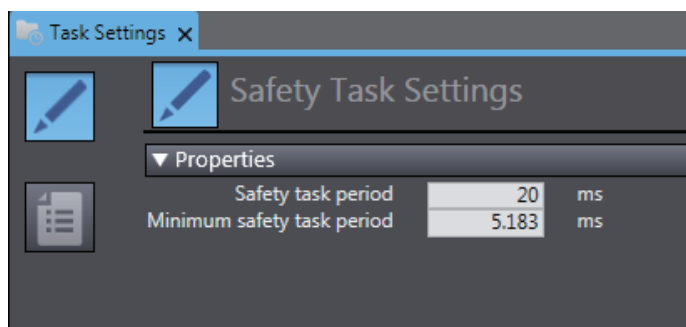 Task Settings
Safety Task Settings
Properties
Safety task period 20 ms
Minimum safety task period 5.183 ms